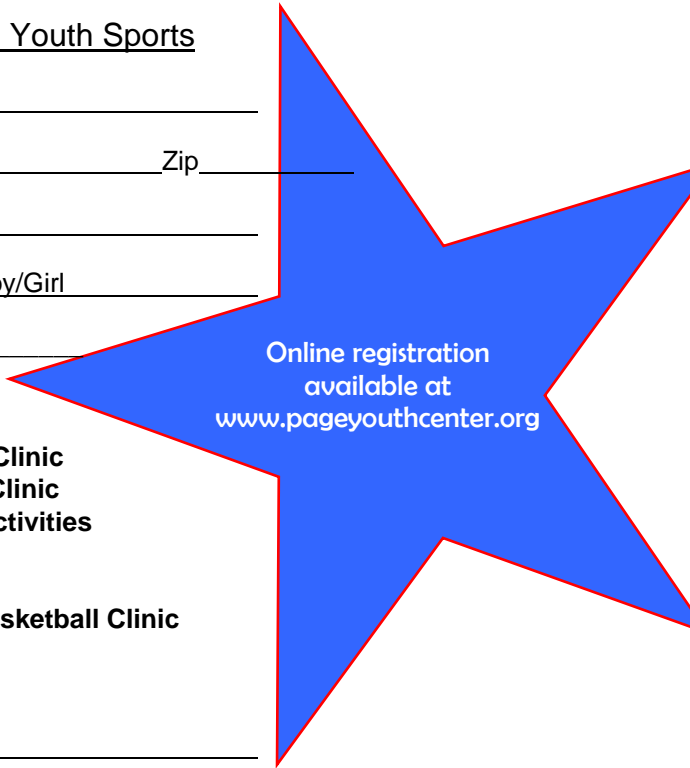 Youth Sports
Zip
y/Girl
Online registration
available at
www.pageyouthcenter.org
Clinic
Clinic
ctivities
sketball Clinic